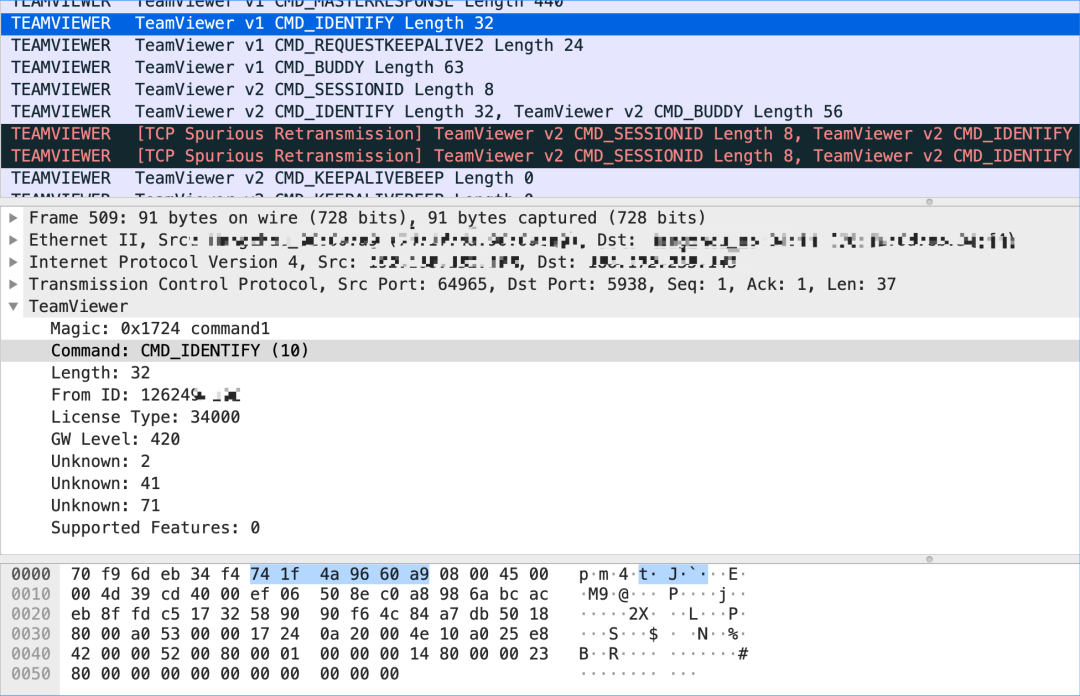 TEAMVIEWER TeamViewer v1 CMD_MASTERRESPONSE Length 440
TEAMVIEWER TeamViewer v1 CMD_IDENTIFY Length 32
TEAMVIEWER TeamViewer v1 CMD_REQUESTKEEPALIVE2 Length 24
TEAMVIEWER TeamViewer v1 CMD_BUDDY Length 63
TEAMVIEWER TeamViewer v2 CMD_SESSIONID Length 8
TEAMVIEWER TeamViewer v2 CMD_IDENTIFY Length 32, TeamViewer v2 CMD_BUDDY Length 56
TEAMVIEWER [TCP Spurious Retransmission] TeamViewer v2 CMD_SESSIONID Length 8, TeamViewer v2 CMD_IDENTIFY
TEAMVIEWER [TCP Spurious Retransmission] TeamViewer v2 CMD_SESSIONID Length 8, TeamViewer v2 CMD_IDENTIFY
TEAMVIEWER TeamViewer v2 CMD_KEEPALIVEBEEP Length 0
TEAMVIEWER TeamViewer v2 CMD_KEEPALIVEBEEP Length 0
Frame 509: 91 bytes on wire (728 bits), 91 bytes captured (728 bits)
Ethernet II, Src: , Dst:
Internet Protocol Version 4, Src: , Dst:
Transmission Control Protocol, Src Port: 64965, Dst Port: 5938, Seq: 1, Ack: 1, Len: 37
TeamViewer
Magic: 0x1724 command1
Command: CMD_IDENTIFY (10)
Length: 32
From ID:
License Type: 34000
GW Level: 420
Unknown: 2
Unknown: 41
Unknown: 71
Supported Features: 0
0000 70 f9 6d eb 34 f4 74 1f 4a 96 60 a9 08 00 45 00 p·m·4·t· J·`···E·
0010 00 4d 39 cd 40 00 ef 06 50 8e c0 a8 98 6a bc ac ·M9·@··· P····j··
0020 eb 8f fd c5 17 32 58 90 90 f6 4c 84 a7 db 50 18 ·····2X· ··L···P·
0030 80 00 a0 53 00 00 17 24 0a 20 00 4e 10 a0 25 e8 ···S···$ · ·N··%·
0040 42 00 00 52 00 80 00 01 00 00 00 14 80 00 00 23 B··R···· ·······#
0050 80 00 00 00 00 00 00 00 00 00 00 ········ ···